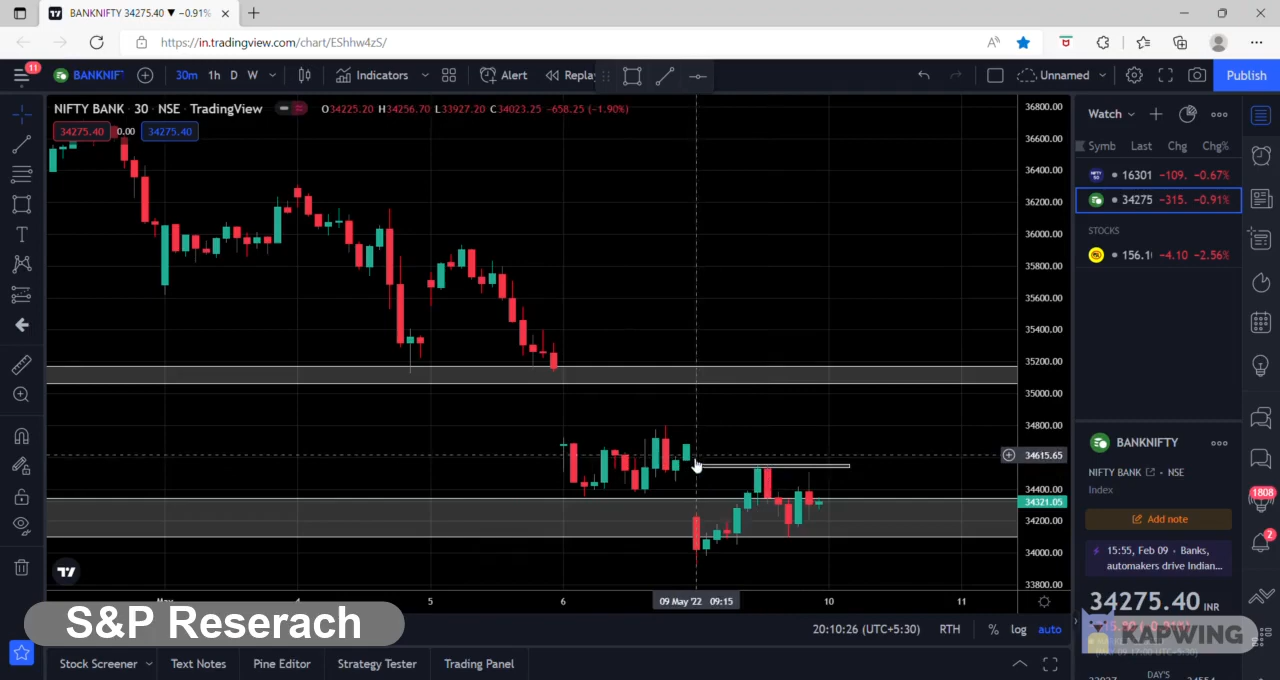 BANKNIFTY 34275.40 ▼ −0.91%
https://in.tradingview.com/chart/EShhw4zS/
11
BANKNIF
30m 1h D W
Indicators
Alert
Replay
Unnamed
Publish
NIFTY BANK · 30 · NSE · TradingView
O34225.20 H34256.70 L33927.20 C34023.25 −658.25 (−1.90%)
34275.40 0.00 34275.40
36800.00
36600.00
36400.00
36200.00
36000.00
35800.00
35600.00
35400.00
35200.00
35000.00
34800.00
34615.65
34400.00
34321.05
34200.00
34000.00
33800.00
4 5 6 09 May '22 09:15 10 11
20:10:26 (UTC+5:30) RTH % log auto
Stock Screener Text Notes Pine Editor Strategy Tester Trading Panel
S&P Reserach
Watch
Symb Last Chg Chg%
16301 −109. −0.67%
34275 −315. −0.91%
STOCKS
156.1 −4.10 −2.56%
BANKNIFTY
NIFTY BANK · NSE
Index
Add note
15:55, Feb 09 · Banks,
automakers drive Indian...
34275.40 INR
KAPWING
DAY'S
1808
2